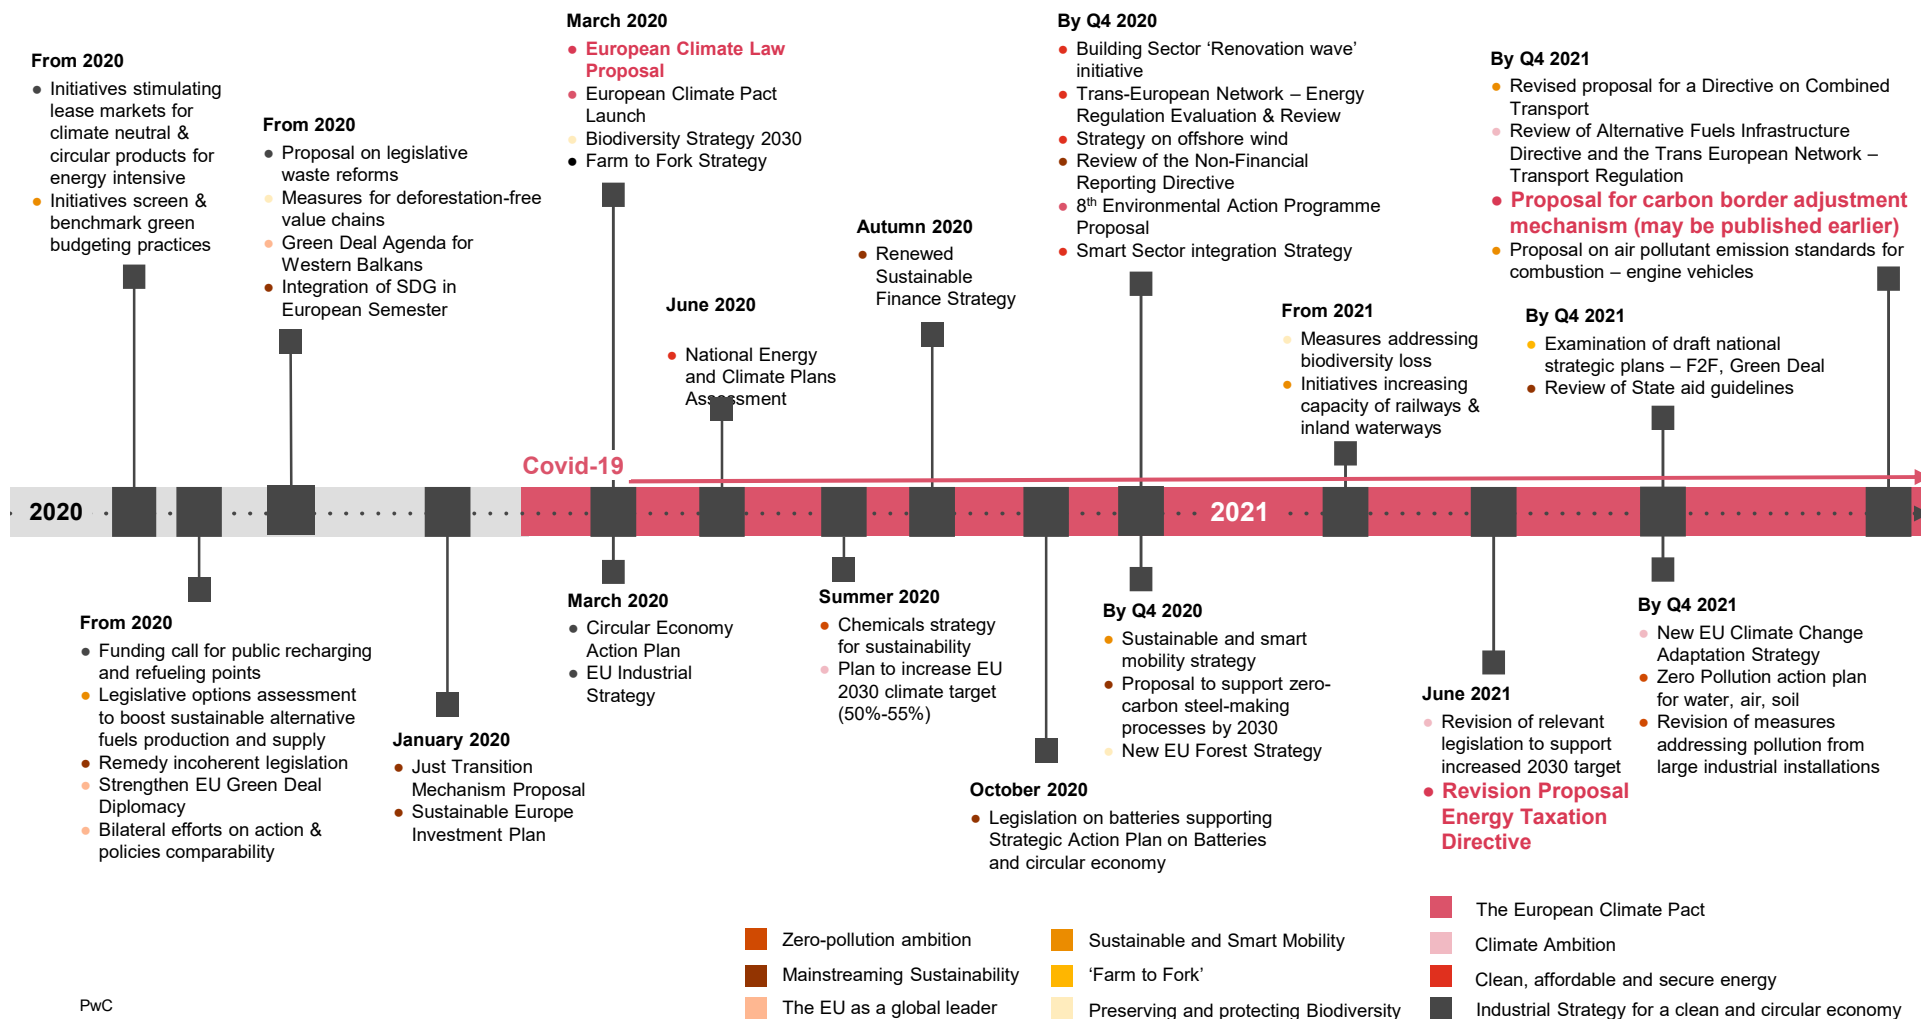 From 2020
Initiatives stimulating
lease markets for
climate neutral &
circular products for
energy intensive
Initiatives screen &
benchmark green
budgeting practices
From 2020
Proposal on legislative
waste reforms
Measures for deforestation-free
value chains
Green Deal Agenda for
Western Balkans
Integration of SDG in
European Semester
March 2020
European Climate Law
Proposal
European Climate Pact
Launch
Biodiversity Strategy 2030
Farm to Fork Strategy
June 2020
National Energy
and Climate Plans
Assessment
Autumn 2020
Renewed
Sustainable
Finance Strategy
By Q4 2020
Building Sector ‘Renovation wave’
initiative
Trans-European Network – Energy
Regulation Evaluation & Review
Strategy on offshore wind
Review of the Non-Financial
Reporting Directive
8th Environmental Action Programme
Proposal
Smart Sector integration Strategy
From 2021
Measures addressing
biodiversity loss
Initiatives increasing
capacity of railways &
inland waterways
By Q4 2021
Revised proposal for a Directive on Combined
Transport
Review of Alternative Fuels Infrastructure
Directive and the Trans European Network –
Transport Regulation
Proposal for carbon border adjustment
mechanism (may be published earlier)
Proposal on air pollutant emission standards for
combustion – engine vehicles
By Q4 2021
Examination of draft national
strategic plans – F2F, Green Deal
Review of State aid guidelines
Covid-19
2020
2021
From 2020
Funding call for public recharging
and refueling points
Legislative options assessment
to boost sustainable alternative
fuels production and supply
Remedy incoherent legislation
Strengthen EU Green Deal
Diplomacy
Bilateral efforts on action &
policies comparability
January 2020
Just Transition
Mechanism Proposal
Sustainable Europe
Investment Plan
March 2020
Circular Economy
Action Plan
EU Industrial
Strategy
Summer 2020
Chemicals strategy
for sustainability
Plan to increase EU
2030 climate target
(50%-55%)
October 2020
Legislation on batteries supporting
Strategic Action Plan on Batteries
and circular economy
By Q4 2020
Sustainable and smart
mobility strategy
Proposal to support zero-
carbon steel-making
processes by 2030
New EU Forest Strategy
June 2021
Revision of relevant
legislation to support
increased 2030 target
Revision Proposal
Energy Taxation
Directive
By Q4 2021
New EU Climate Change
Adaptation Strategy
Zero Pollution action plan
for water, air, soil
Revision of measures
addressing pollution from
large industrial installations
Zero-pollution ambition
Mainstreaming Sustainability
The EU as a global leader
Sustainable and Smart Mobility
‘Farm to Fork’
Preserving and protecting Biodiversity
The European Climate Pact
Climate Ambition
Clean, affordable and secure energy
Industrial Strategy for a clean and circular economy
PwC